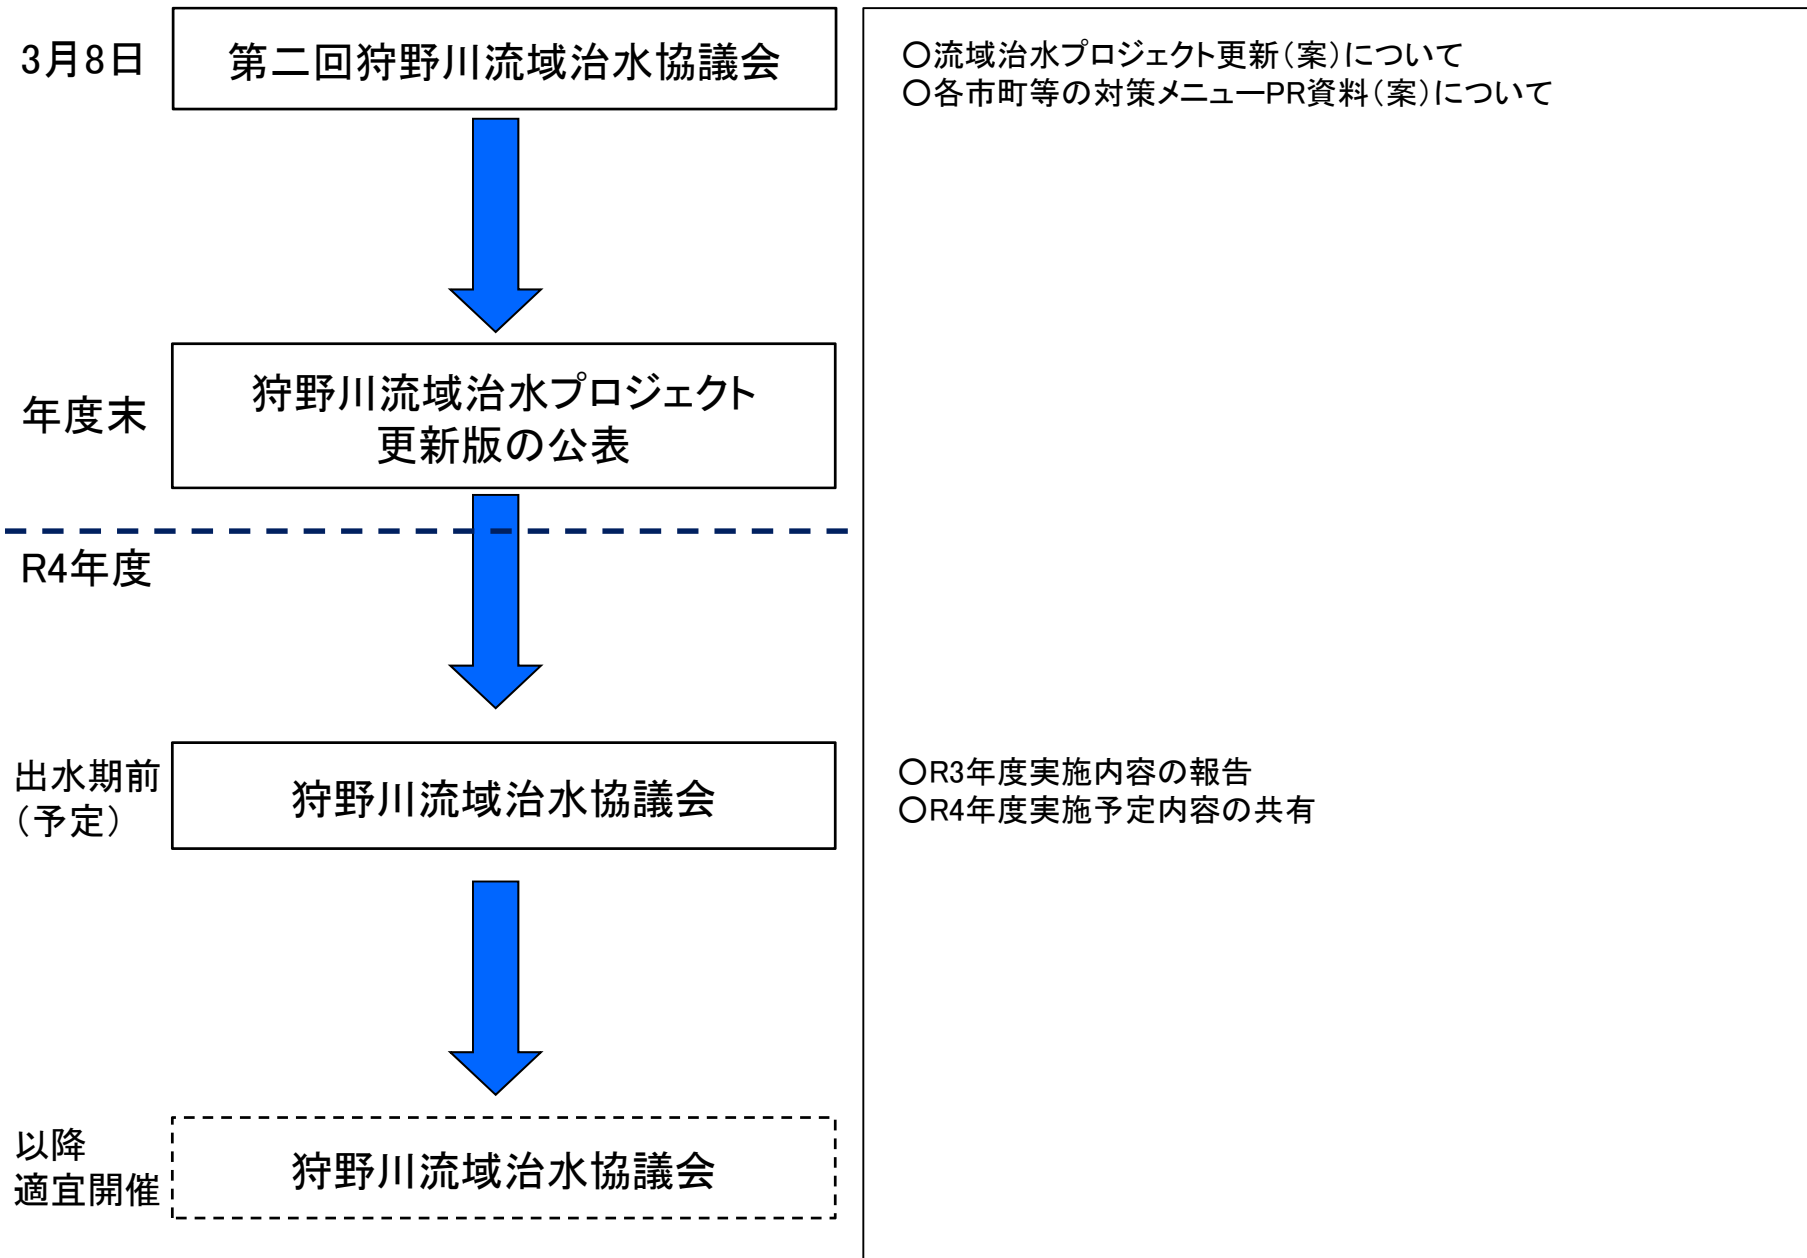 3月8日
第二回狩野川流域治水協議会
〇流域治水プロジェクト更新(案)について
〇各市町等の対策メニューPR資料(案)について
年度末
狩野川流域治水プロジェクト
更新版の公表
R4年度
出水期前
(予定)
狩野川流域治水協議会
〇R3年度実施内容の報告
〇R4年度実施予定内容の共有
以降
適宜開催
狩野川流域治水協議会